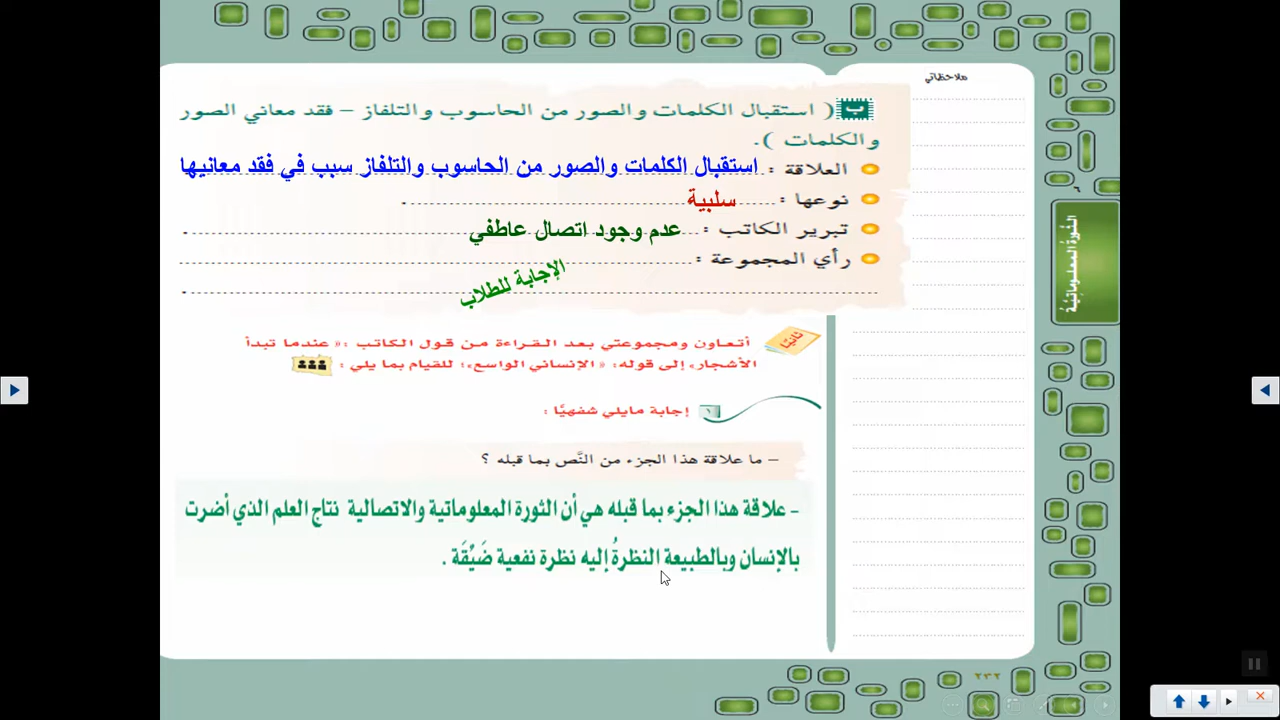 ملاحظاتي
ب ( استقبال الكلمات والصور من الحاسوب والتلفاز – فقد معاني الصور
والكلمات ).
العلاقة : استقبال الكلمات والصور من الحاسوب والتلفاز سبب في فقد معانيها
نوعها : سلبية
تبرير الكاتب : عدم وجود اتصال عاطفي
رأي المجموعة :
الإجابة للطلاب
ثانيًا
أتعاون ومجموعتي بعد القراءة من قول الكاتب :« عندما تبدأ
الأشجار» إلى قوله: « الإنساني الواسع»؛ للقيام بما يلي :
١ إجابة مايلي شفهيًّا :
– ما علاقة هذا الجزء من النَّص بما قبله ؟
- علاقة هذا الجزء بما قبله هي أن الثورة المعلوماتية والاتصالية نتاج العلم الذي أضرت
بالإنسان وبالطبيعة النظرةُ إليه نظرة نفعية ضَيِّقَة .
الثورة المعلوماتية
٢٣٢